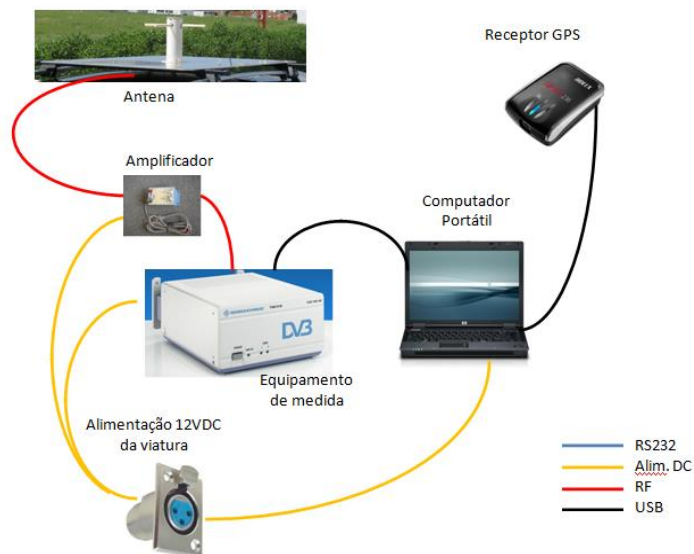 Receptor GPS
Antena
Amplificador
Computador
Portátil
DVB
Equipamento
de medida
Alimentação 12VDC
da viatura
RS232
Alim. DC
RF
USB